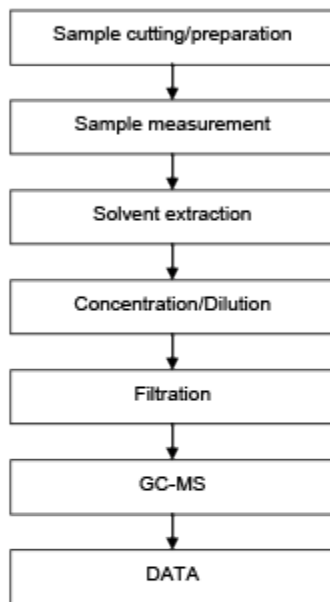 Sample cutting/preparation
Sample measurement
Solvent extraction
Concentration/Dilution
Filtration
GC-MS
DATA